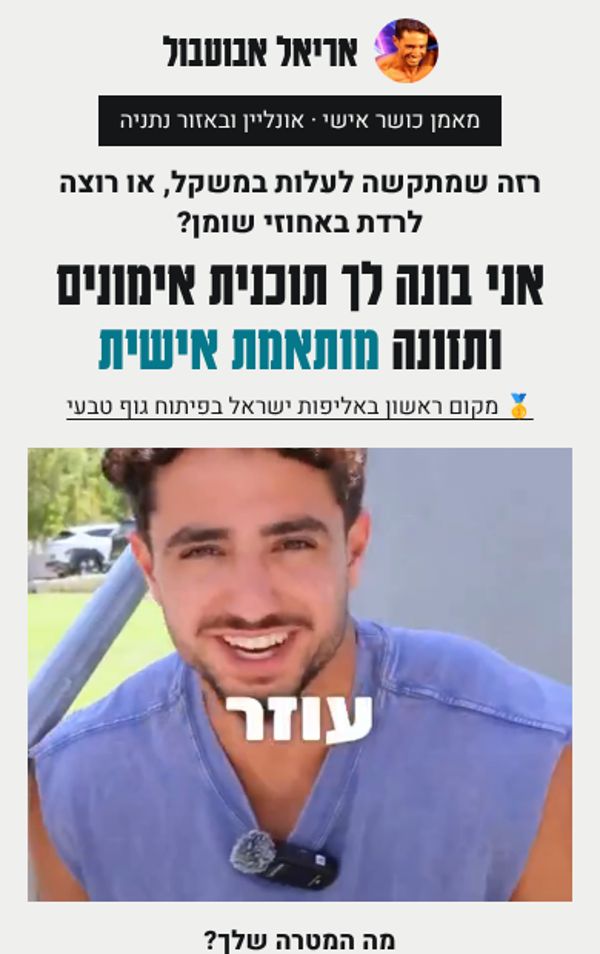 אריאל אבוטבול
מאמן כושר אישי · אונליין ובאזור נתניה
רזה שמתקשה לעלות במשקל, או רוצה
לרדת באחוזי שומן?
אני בונה לך תוכנית אימונים
ותזונה מותאמת אישית
🥇 מקום ראשון באליפות ישראל בפיתוח גוף טבעי
עוזר
מה המטרה שלך?